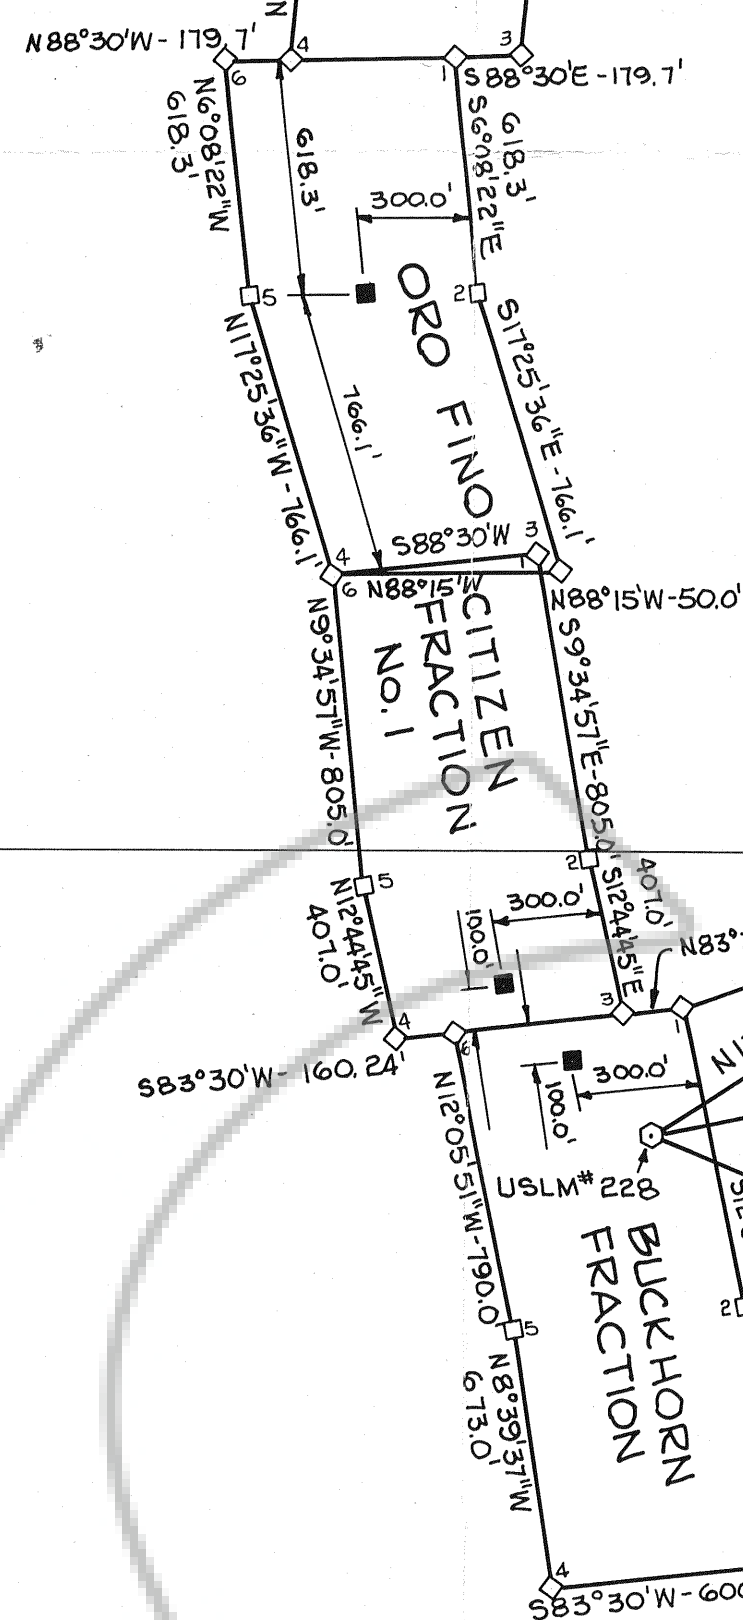 N
N88°30'W - 179.7'
4
3
6
1
S88°30'E - 179.7'
N6°08'22"W
618.3'
618.3'
S6°08'22"E
618.3'
300.0'
5
2
ORO FINO
N17°25'36"W - 766.1'
766.1'
S17°25'36"E - 766.1'
S88°30'W
3
4
1
6
N88°15'W
N88°15'W - 50.0'
CITIZEN
FRACTION
No. 1
N9°34'57"W - 805.0'
S9°34'57"E - 805.0'
2
5
N12°44'45"W
407.0'
S12°44'45"E
407.0'
300.0'
100.0'
N83°
3
4
6
1
S83°30'W - 160.24'
300.0'
100.0'
N12°05'51"W - 790.0'
USLM# 228
BUCKHORN
FRACTION
2
5
N8°39'37"W
673.0'
4
S83°30'W - 600